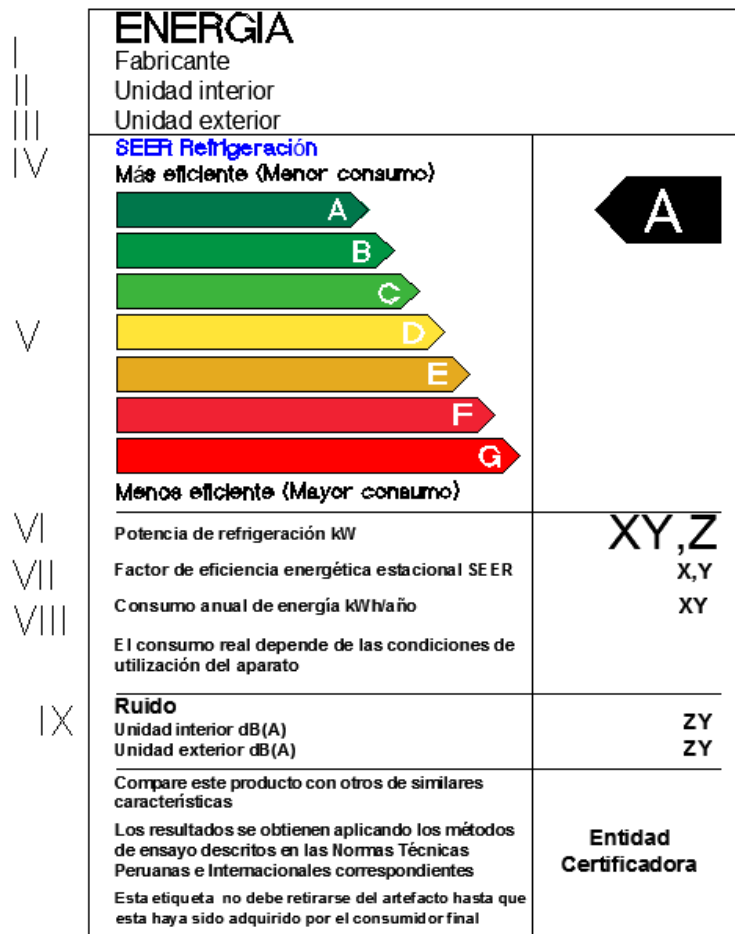 I
ENERGIA
Fabricante
II
Unidad interior
III
Unidad exterior
IV
SEER Refrigeración
Más eficiente (Menor consumo)
A
A
B
C
V
D
E
F
G
Menos eficiente (Mayor consumo)
VI
Potencia de refrigeración kW
XY,Z
VII
Factor de eficiencia energética estacional SEER
X,Y
VIII
Consumo anual de energía kWh/año
XY
El consumo real depende de las condiciones de
utilización del aparato
IX
Ruido
Unidad interior dB(A)
ZY
Unidad exterior dB(A)
ZY
Compare este producto con otros de similares
características
Los resultados se obtienen aplicando los métodos
de ensayo descritos en las Normas Técnicas
Peruanas e Internacionales correspondientes
Esta etiqueta no debe retirarse del artefacto hasta que
esta haya sido adquirido por el consumidor final
Entidad
Certificadora